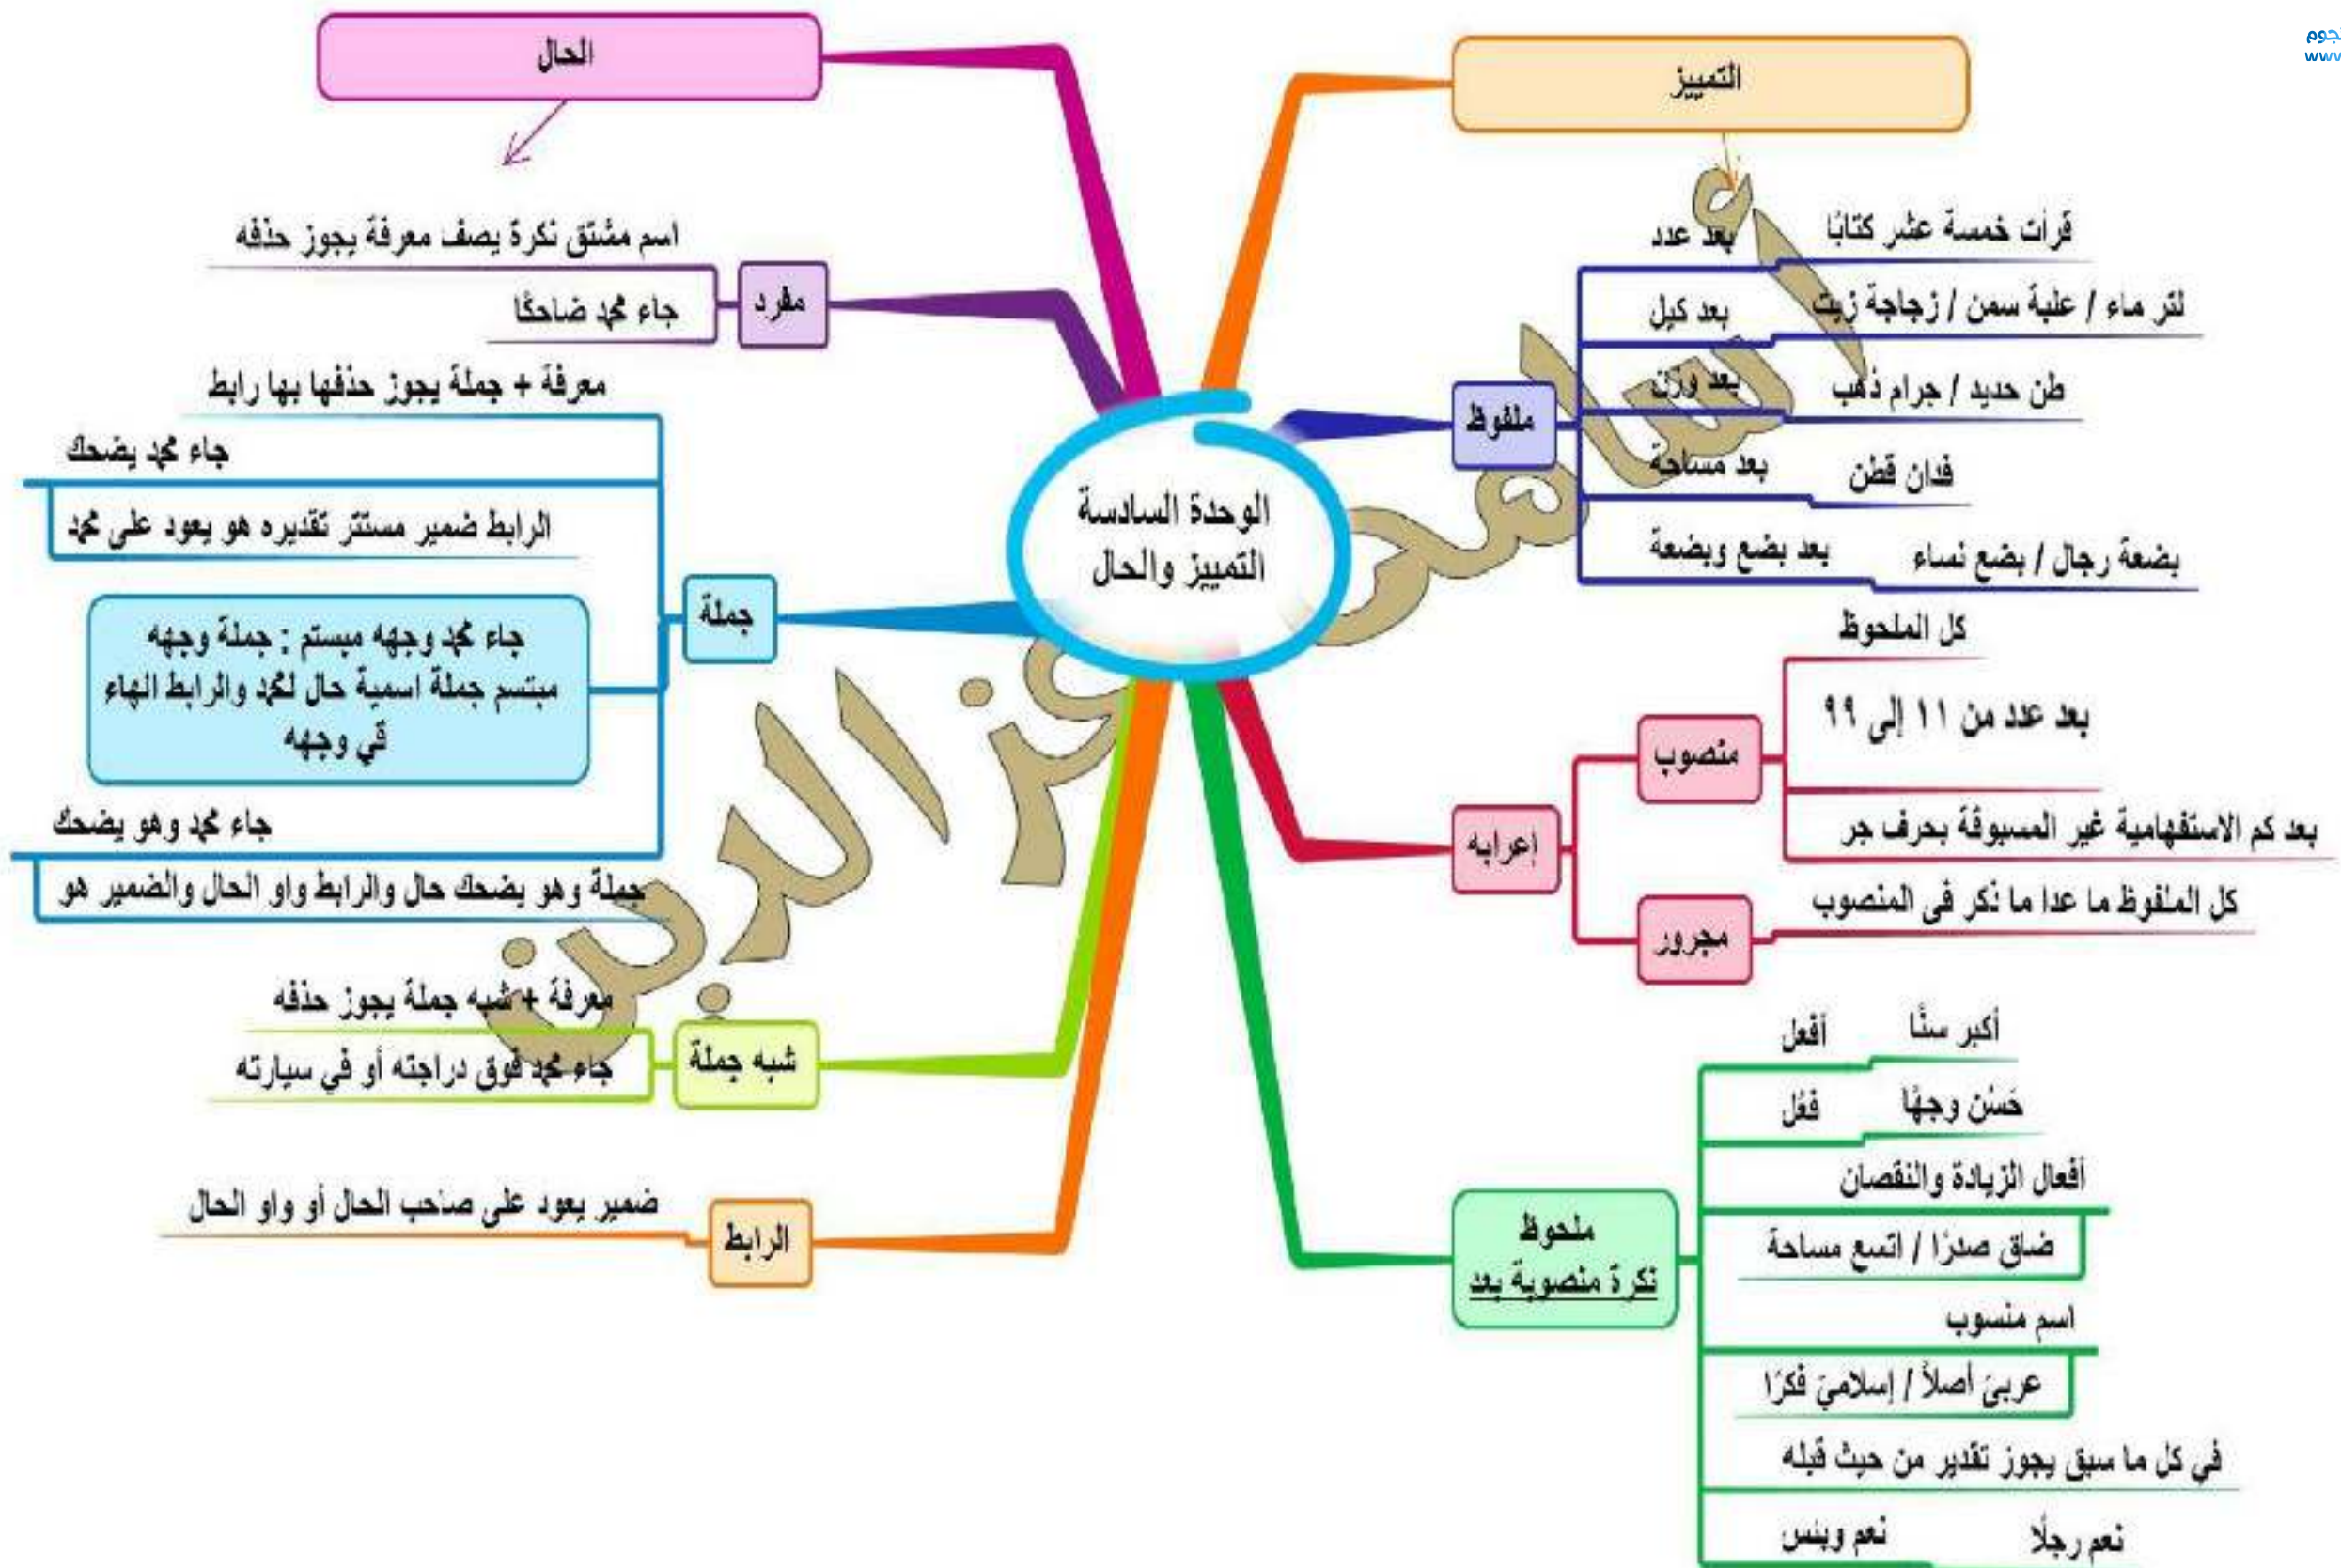 الوحدة السادسة
التمييز والحال
التمييز
ملفوظ
بعد عدد
قرأت خمسة عشر كتابًا
بعد كيل
لتر ماء / علبة سمن / زجاجة زيت
بعد وزن
طن حديد / جرام ذهب
بعد مساحة
فدان قطن
بعد بضع وبضعة
بضعة رجال / بضع نساء
إعرابه
منصوب
كل الملحوظ
بعد عدد من ١١ إلى ٩٩
بعد كم الاستفهامية غير المسبوقة بحرف جر
مجرور
كل الملفوظ ما عدا ما ذكر فى المنصوب
ملحوظ
نكرة منصوبة بعد
أفعل
أكبر سنًا
فعُل
حَسُن وجهًا
أفعال الزيادة والنقصان
ضاق صدرًا / اتسع مساحة
اسم منسوب
عربىَ أصلاً / إسلاميَ فكرًا
في كل ما سبق يجوز تقدير من حيث قبله
نعم وبئس
نعم رجلًا
الحال
مفرد
اسم مشتق نكرة يصف معرفة يجوز حذفه
جاء محمد ضاحكًا
جملة
معرفة + جملة يجوز حذفها بها رابط
جاء محمد يضحك
الرابط ضمير مستتر تقديره هو يعود على محمد
جاء محمد وجهه مبستم : جملة وجهه
مبتسم جملة اسمية حال لمحمد والرابط الهاء
في وجهه
جاء محمد وهو يضحك
جملة وهو يضحك حال والرابط واو الحال والضمير هو
شبه جملة
معرفة + شبه جملة يجوز حذفه
جاء محمد فوق دراجته أو في سيارته
الرابط
ضمير يعود على صاحب الحال أو واو الحال
عز الدين